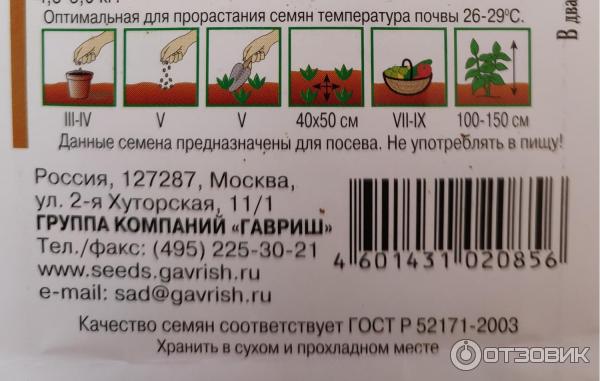 Оптимальная для прорастания семян температура почвы 26-29°С.
III-IV V V 40x50 см VII-IX 100-150 см
Данные семена предназначены для посева. Не употреблять в пищу!
Россия, 127287, Москва,
ул. 2-я Хуторская, 11/1
ГРУППА КОМПАНИЙ «ГАВРИШ»
Тел./факс: (495) 225-30-21
www.seeds.gavrish.ru
e-mail: sad@gavrish.ru
4 601431 020856
Качество семян соответствует ГОСТ Р 52171-2003
Хранить в сухом и прохладном месте
В два
ОТЗОВИК